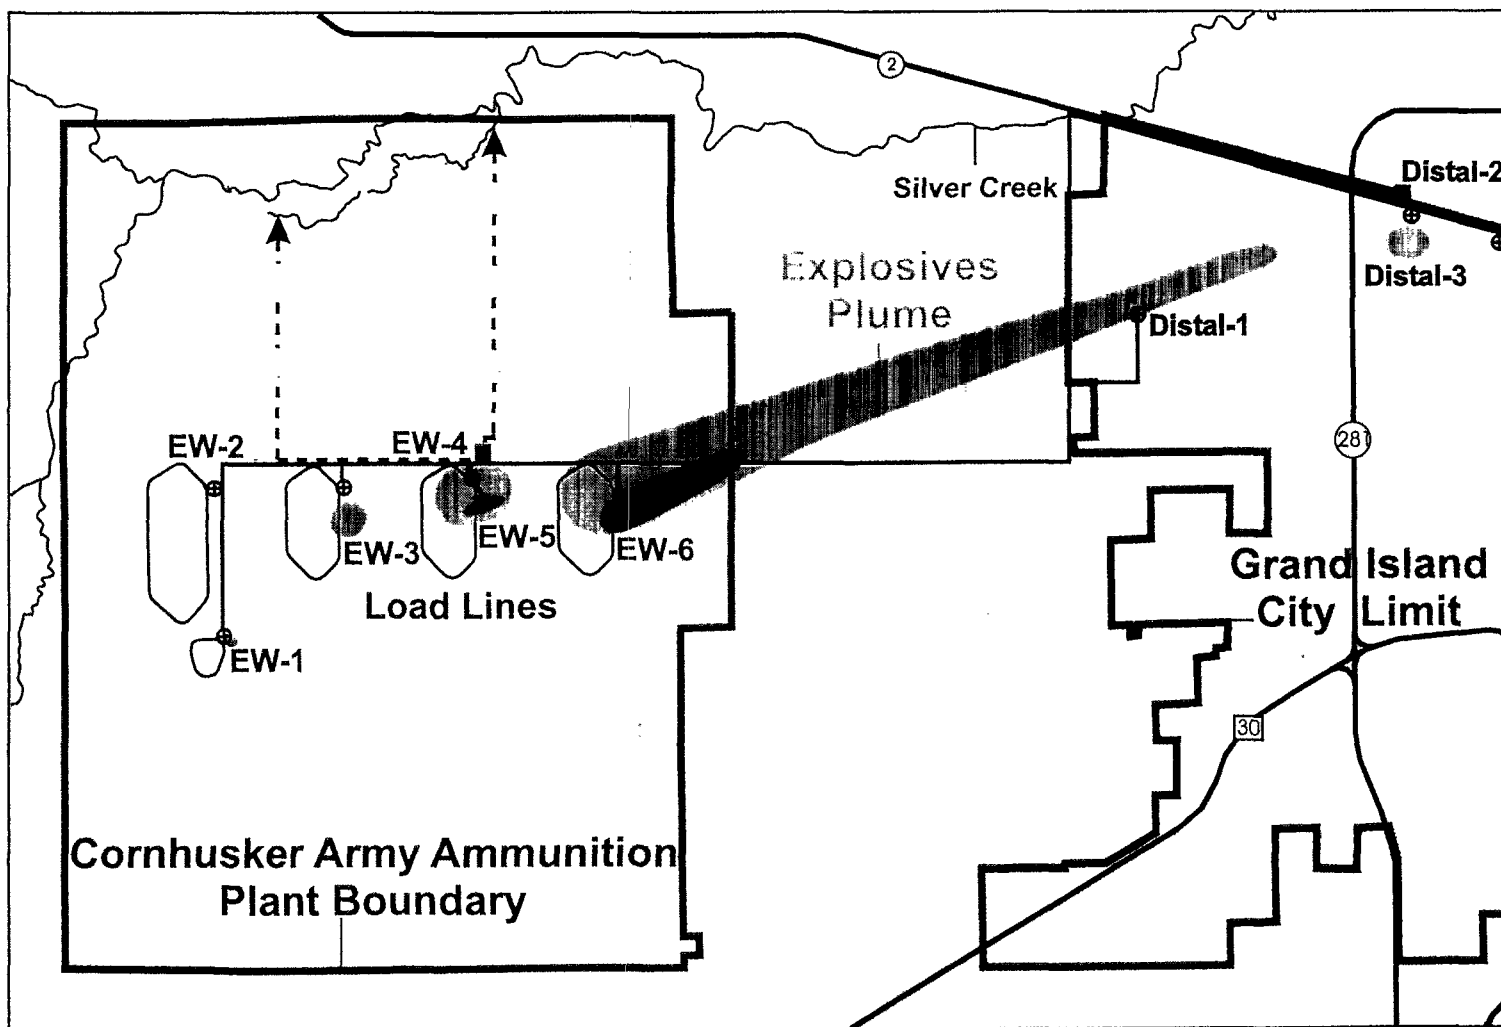 2
Distal-2
Silver Creek
Explosives
Plume
Distal-3
Distal-1
EW-2
EW-4
281
EW-3
EW-5
EW-6
Grand Island
City Limit
Load Lines
EW-1
30
Cornhusker Army Ammunition
Plant Boundary